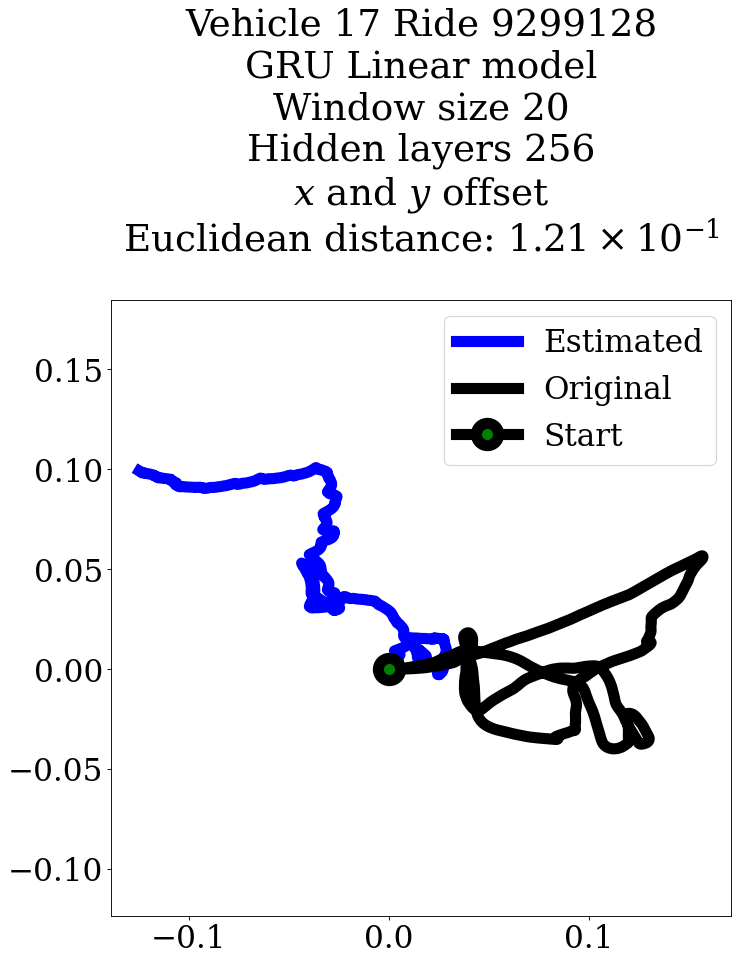 Vehicle 17 Ride 9299128
GRU Linear model
Window size 20
Hidden layers 256
x and y offset
Euclidean distance: 1.21 × 10⁻¹
Estimated
Original
Start
0.15
0.10
0.05
0.00
−0.05
−0.10
−0.1 0.0 0.1